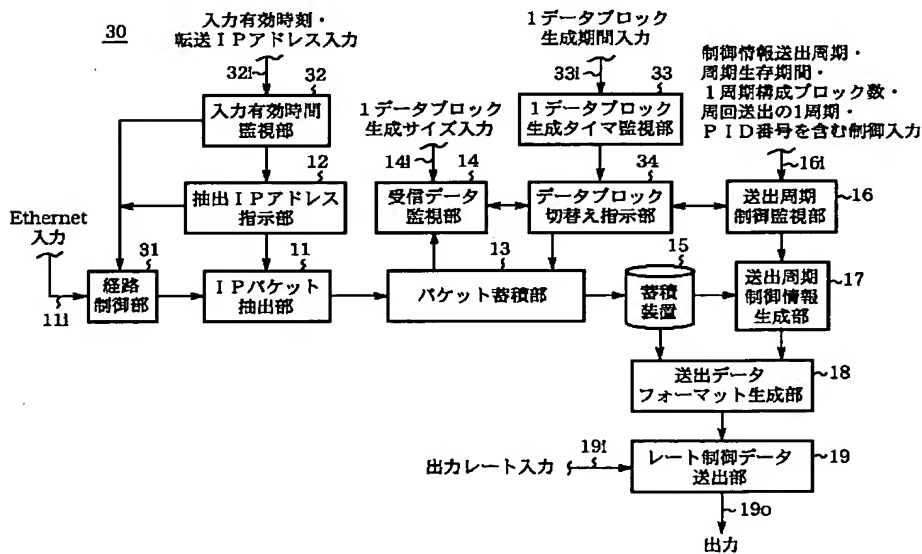 30
入力有効時刻・
転送IPアドレス入力
32i
32
入力有効時間
監視部
12
抽出IPアドレス
指示部
Ethernet
入力
11i
31
経路
制御部
11
IPパケット
抽出部
1データブロック
生成サイズ入力
14i
14
受信データ
監視部
1データブロック
生成期間入力
33i
33
1データブロック
生成タイマ監視部
34
データブロック
切替え指示部
13
パケット蓄積部
15
蓄積
装置
制御情報送出周期・
周期生存期間・
1周期構成ブロック数・
周回送出の1周期・
PID番号を含む制御入力
16i
送出周期
制御監視部
16
送出周期
制御情報
生成部
17
送出データ
フォーマット生成部
18
出力レート入力
19i
レート制御データ
送出部
19
19o
出力